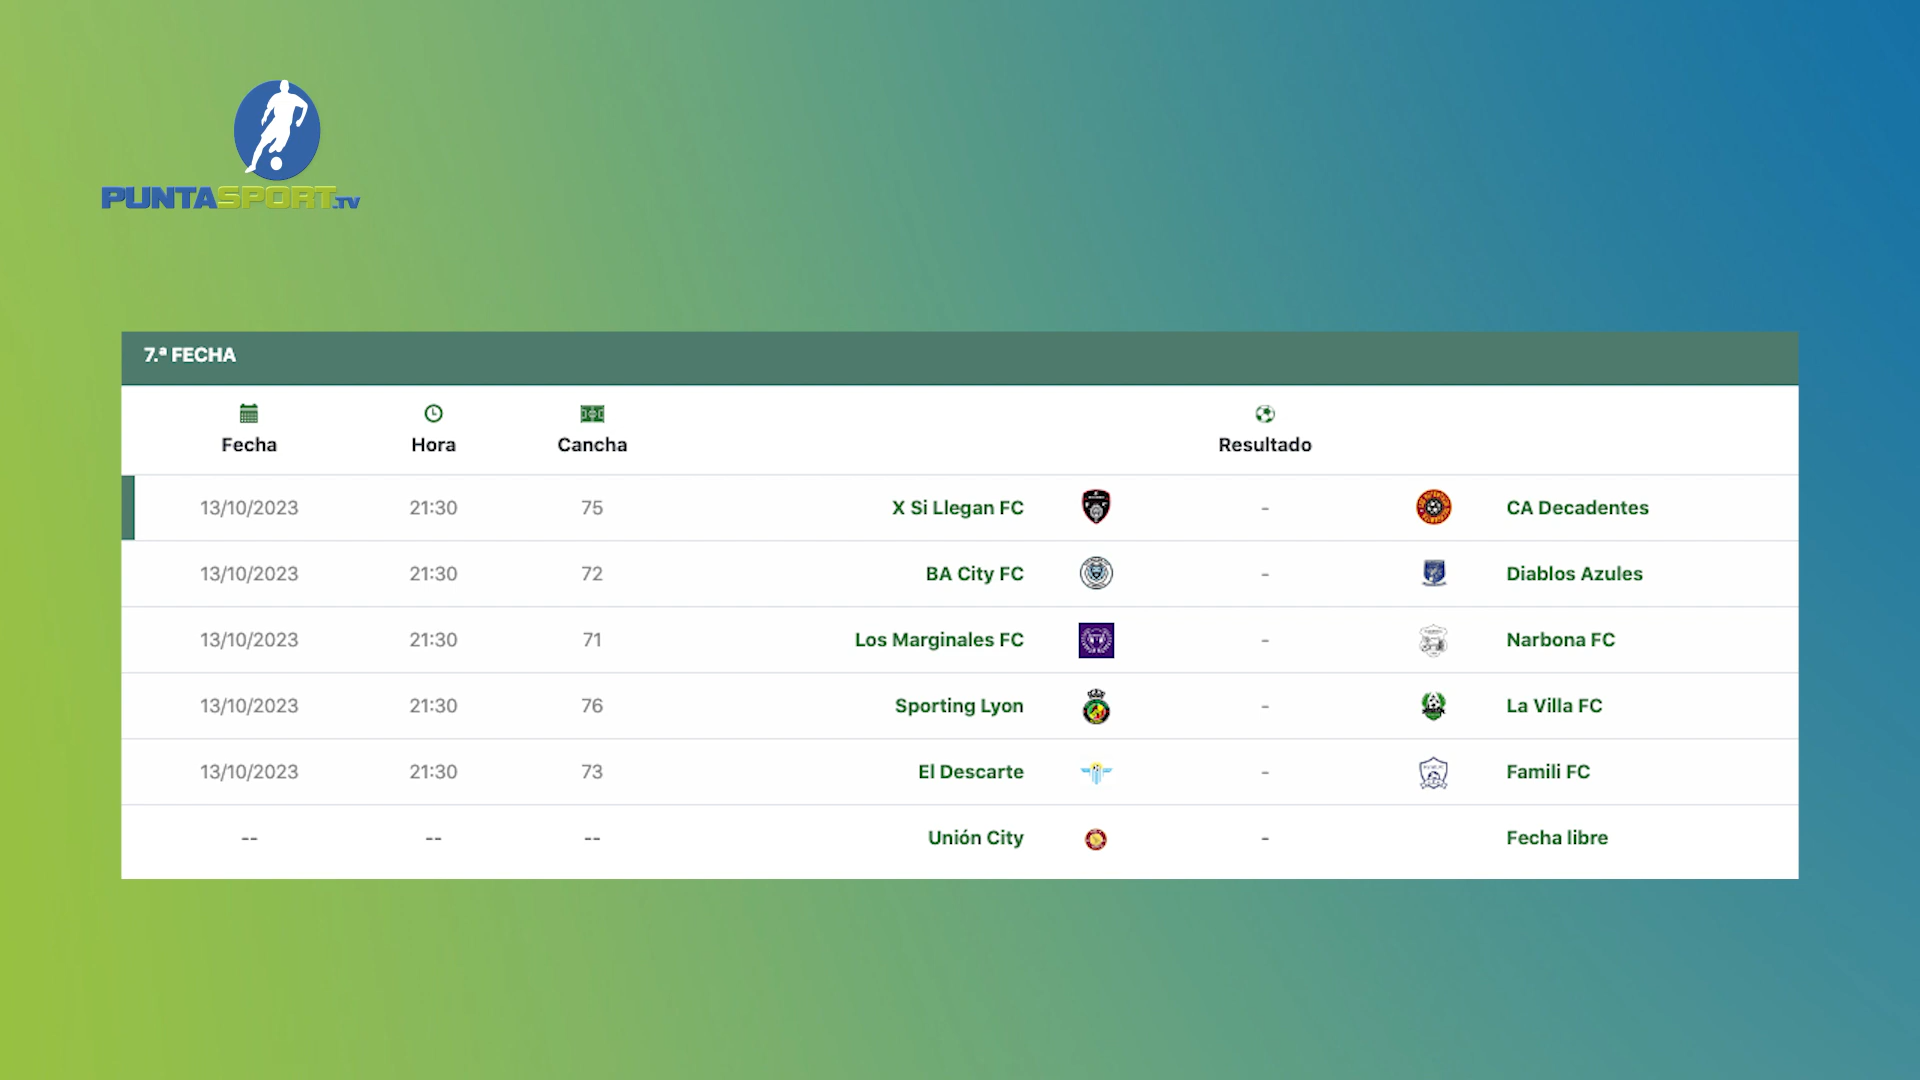 PUNTASPORT.TV
7.ª FECHA
Fecha Hora Cancha Resultado
13/10/2023 21:30 75 X Si Llegan FC - CA Decadentes
13/10/2023 21:30 72 BA City FC - Diablos Azules
13/10/2023 21:30 71 Los Marginales FC - Narbona FC
13/10/2023 21:30 76 Sporting Lyon - La Villa FC
13/10/2023 21:30 73 El Descarte - Famili FC
-- -- -- Unión City - Fecha libre